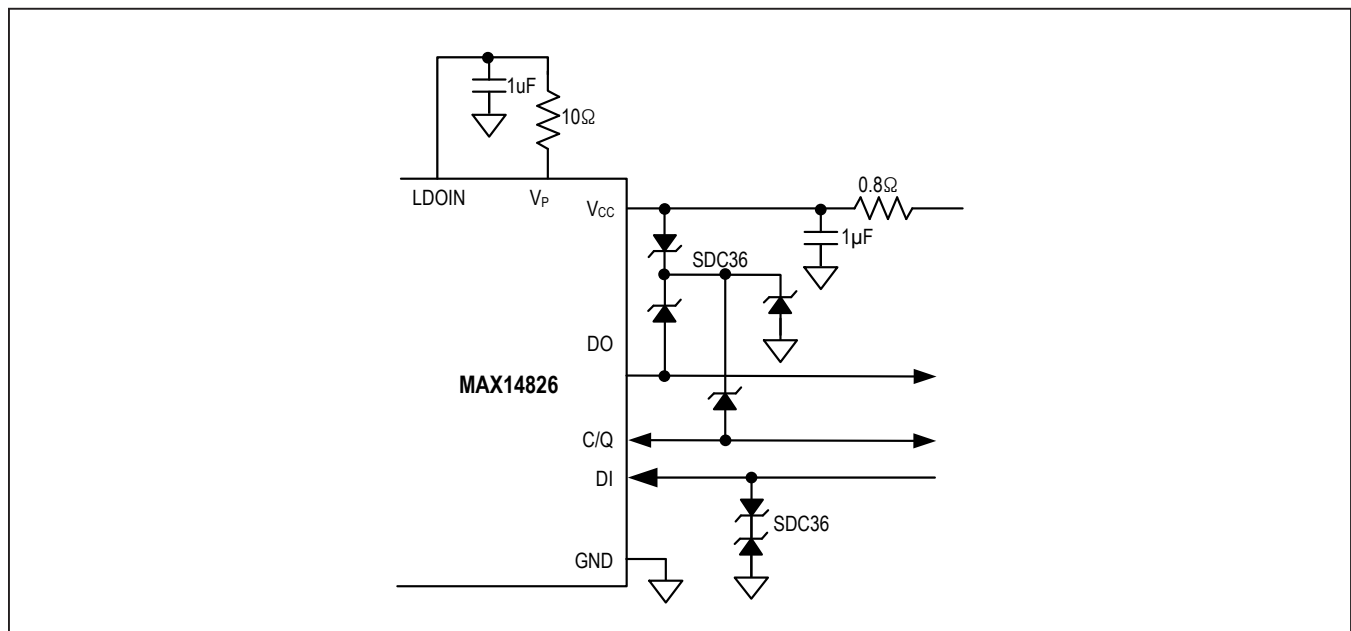 1uF
10Ω
LDOIN
VP
VCC
0.8Ω
1µF
SDC36
DO
MAX14826
C/Q
DI
SDC36
GND